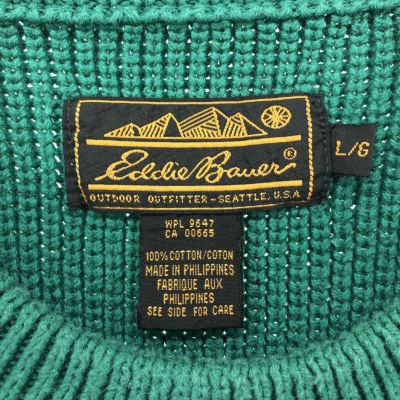 Eddie Bauer®
OUTDOOR OUTFITTER-SEATTLE, U.S.A.
L/G
WPL 9647
CA 00665
100% COTTON/COTON
MADE IN PHILIPPINES
FABRIQUE AUX
PHILIPPINES
SEE SIDE FOR CARE